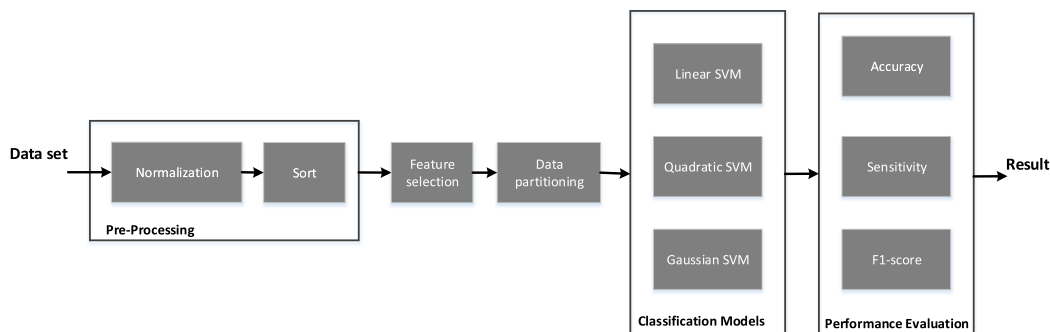 Data set
Normalization
Sort
Pre-Processing
Feature
selection
Data
partitioning
Linear SVM
Quadratic SVM
Gaussian SVM
Classification Models
Accuracy
Sensitivity
F1-score
Performance Evaluation
Result